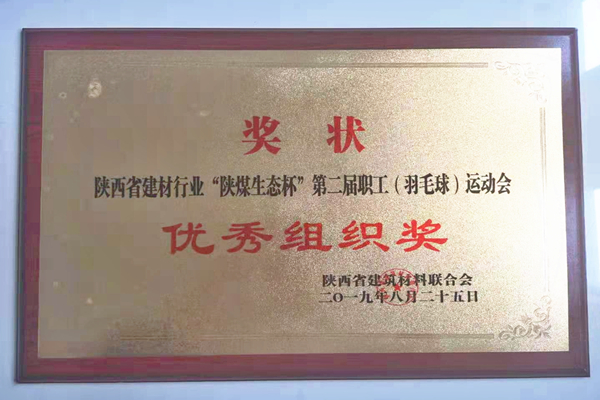 奖状
陕西省建材行业“陕煤生态杯”第二届职工（羽毛球）运动会
优秀组织奖
陕西省建筑材料联合会
二〇一九年八月二十五日